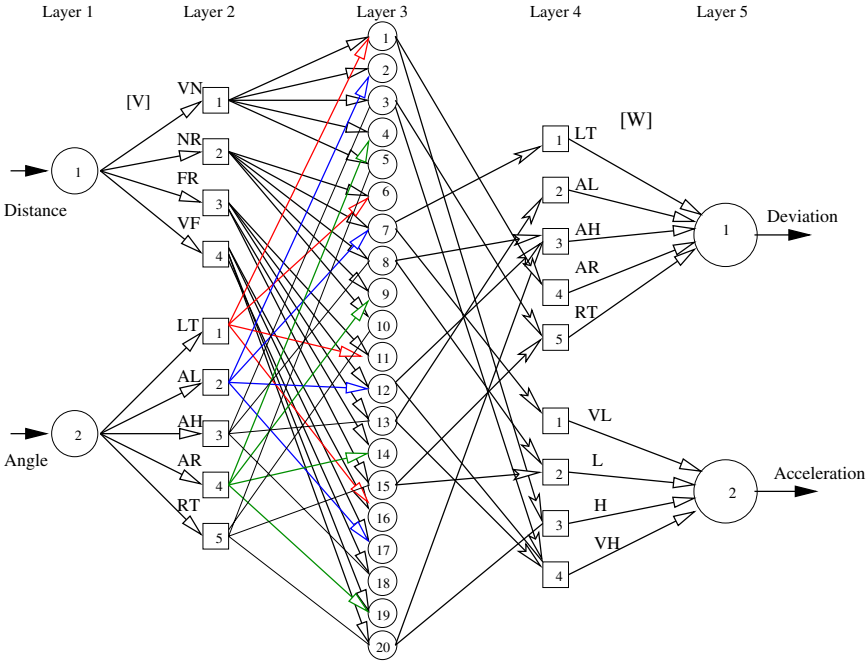 Layer 1 Layer 2 Layer 3 Layer 4 Layer 5
[V]
[W]
1
Distance
2
Angle
VN
1
NR
2
FR
3
VF
4
LT
1
AL
2
AH
3
AR
4
RT
5
1
2
3
4
5
6
7
8
9
10
11
12
13
14
15
16
17
18
19
20
1
LT
2
AL
3
AH
4
AR
5
RT
1
VL
2
L
3
H
4
VH
1
Deviation
2
Acceleration